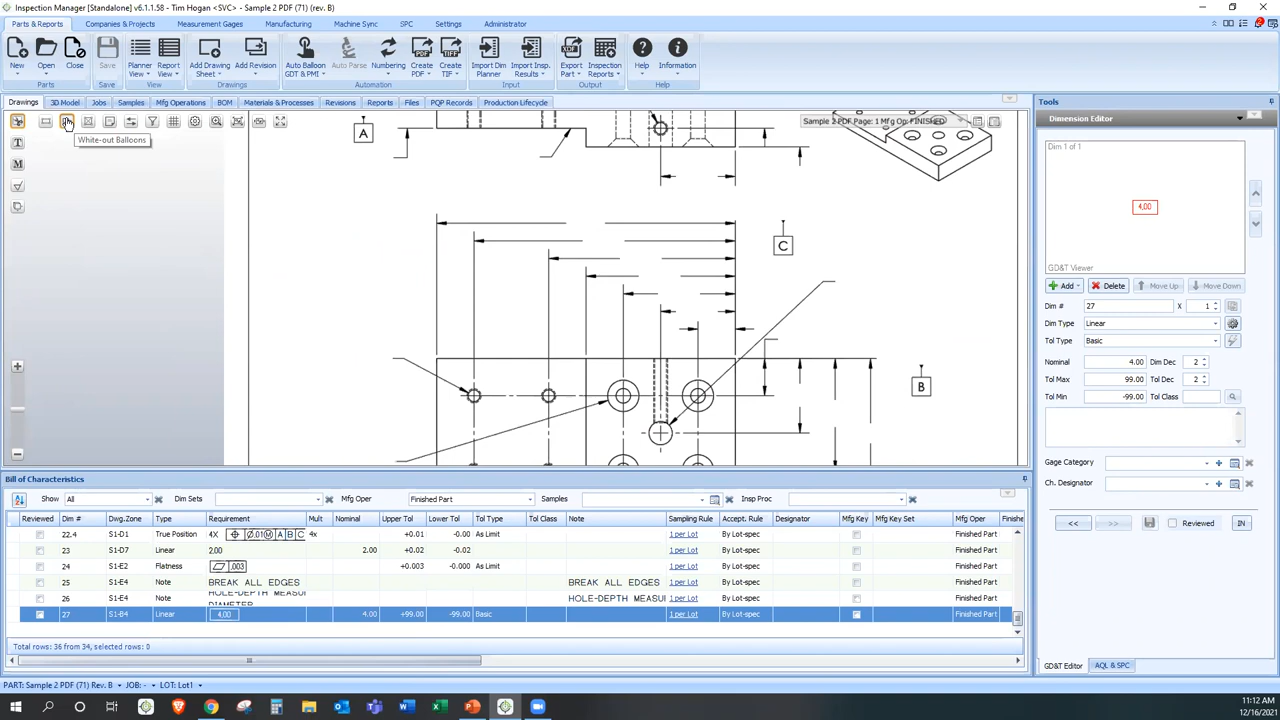 Inspection Manager [Standalone] v6.1.1.58 - Tim Hogan <SVC> - Sample 2 PDF (71) (rev. B)
Parts & Reports Companies & Projects Measurement Gages Manufacturing Machine Sync SPC Settings Administrator
New Open Close Save Planner View Report View Add Drawing Sheet Add Revision Auto Balloon GDT & PMI Auto Parse Numbering Create PDF Create TIF Import Dim Planner Import Insp. Results Export Part Inspection Reports Help Information
Parts Save View Drawings Automation Input Output Help
Drawings 3D Model Jobs Samples Mfg Operations BOM Materials & Processes Revisions Reports Files PQP Records Production Lifecycle
White-out Balloons
Sample 2 PDF Page: 1 Mfg Op: FINISHED
T
M
A
C
B
Tools
Dimension Editor
Dim 1 of 1
4.00
GD&T Viewer
Add Delete Move Up Move Down
Dim # 27 X 1
Dim Type Linear
Tol Type Basic
Nominal 4.00 Dim Dec 2
Tol Max 99.00 Tol Dec 2
Tol Min -99.00 Tol Class
Gage Category
Ch. Designator
<< >> Reviewed IN
GD&T Editor AQL & SPC
Bill of Characteristics
Show All Dim Sets Mfg Oper Finished Part Samples Insp Proc
Reviewed Dim # Dwg.Zone Type Requirement Mult Nominal Upper Tol Lower Tol Tol Type Tol Class Note Sampling Rule Accept. Rule Designator Mfg Key Mfg Key Set Mfg Oper Finishe
22.4 S1-D1 True Position 4X ⌖ Ø.01Ⓜ A B C 4x +0.01 -0.00 As Limit 1 per Lot By Lot-spec Finished Part
23 S1-D7 Linear 2.00 2.00 +0.02 -0.02 1 per Lot By Lot-spec Finished Part
24 S1-E2 Flatness ⏥ .003 +0.003 -0.000 As Limit 1 per Lot By Lot-spec Finished Part
25 S1-E4 Note BREAK ALL EDGES BREAK ALL EDGES 1 per Lot By Lot-spec Finished Part
26 S1-E4 Note HOLE-DEPTH MEASU DIAMETER HOLE-DEPTH MEASU 1 per Lot By Lot-spec Finished Part
27 S1-B4 Linear 4.00 4.00 +99.00 -99.00 Basic 1 per Lot By Lot-spec Finished Part
Total rows: 36 from 34, selected rows: 0
PART: Sample 2 PDF (71) Rev. B JOB: - LOT: Lot1
11:12 AM
12/16/2021